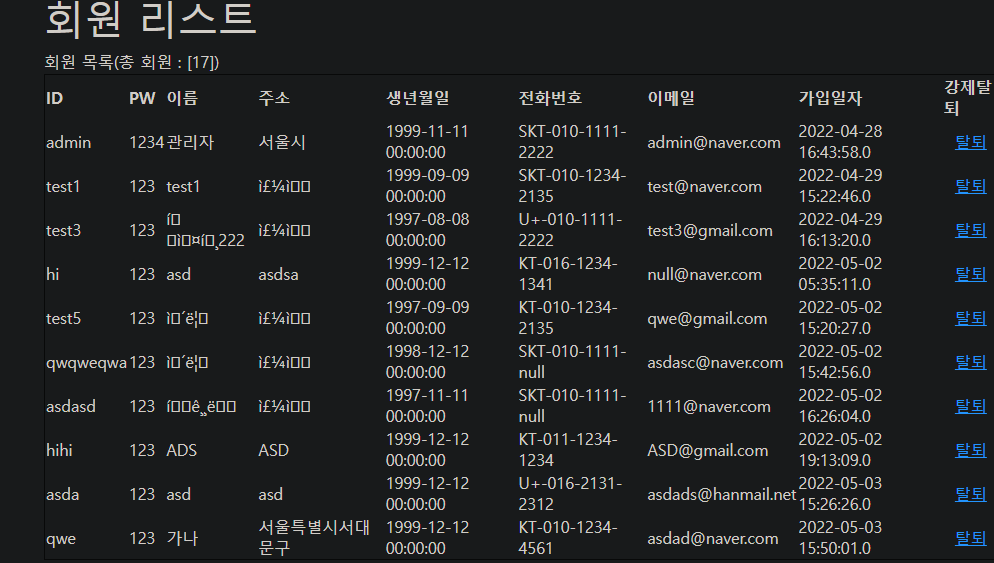 회원 리스트
회원 목록(총 회원 : [17])
ID PW 이름 주소 생년월일 전화번호 이메일 가입일자 강제탈
퇴
admin 1234 관리자 서울시 1999-11-11 SKT-010-1111- admin@naver.com 2022-04-28 탈퇴
00:00:00 2222 16:43:58.0
test1 123 test1 ì£¼ì 1999-09-09 SKT-010-1234- test@naver.com 2022-04-29 탈퇴
00:00:00 2135 15:22:46.0
test3 123 í ì£¼ì 1997-08-08 U+-010-1111- test3@gmail.com 2022-04-29 탈퇴
ì¤í¸222 00:00:00 2222 16:13:20.0
hi 123 asd asdsa 1999-12-12 KT-016-1234- null@naver.com 2022-05-02 탈퇴
00:00:00 1341 05:35:11.0
test5 123 ì´ë¦ ì£¼ì 1997-09-09 KT-010-1234- qwe@gmail.com 2022-05-02 탈퇴
00:00:00 2135 15:20:27.0
qwqweqwa 123 ì´ë¦ ì£¼ì 1998-12-12 SKT-010-1111- asdasc@naver.com 2022-05-02 탈퇴
00:00:00 null 15:42:56.0
asdasd 123 íê¸¸ë ì£¼ì 1997-11-11 SKT-010-1111- 1111@naver.com 2022-05-02 탈퇴
00:00:00 null 16:26:04.0
hihi 123 ADS ASD 1999-12-12 KT-011-1234- ASD@gmail.com 2022-05-02 탈퇴
00:00:00 1234 19:13:09.0
asda 123 asd asd 1999-12-12 U+-016-2131- asdads@hanmail.net 2022-05-03 탈퇴
00:00:00 2312 15:26:26.0
qwe 123 가나 서울특별시서대 1999-12-12 KT-010-1234- asdad@naver.com 2022-05-03 탈퇴
문구 00:00:00 4561 15:50:01.0